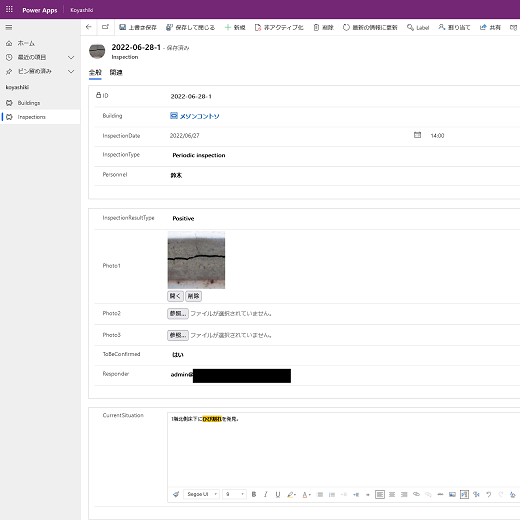 Power Apps Koyashiki
上書き保存 保存して閉じる 新規 非アクティブ化 削除 最新の情報に更新 Label 割り当て 共有
ホーム
最近の項目
ピン留め済み
koyashiki
Buildings
Inspections
2022-06-28-1 - 保存済み
Inspection
全般 関連
ID 2022-06-28-1
Building メゾンコントソ
InspectionDate 2022/06/27 14:00
InspectionType Periodic inspection
Personnel 鈴木
InspectionResultType Positive
Photo1
開く 削除
Photo2 参照... ファイルが選択されていません。
Photo3 参照... ファイルが選択されていません。
ToBeConfirmed はい
Responder admin@
CurrentSituation 1階北側床下にひび割れを発見。
Segoe UI 9 B I U A